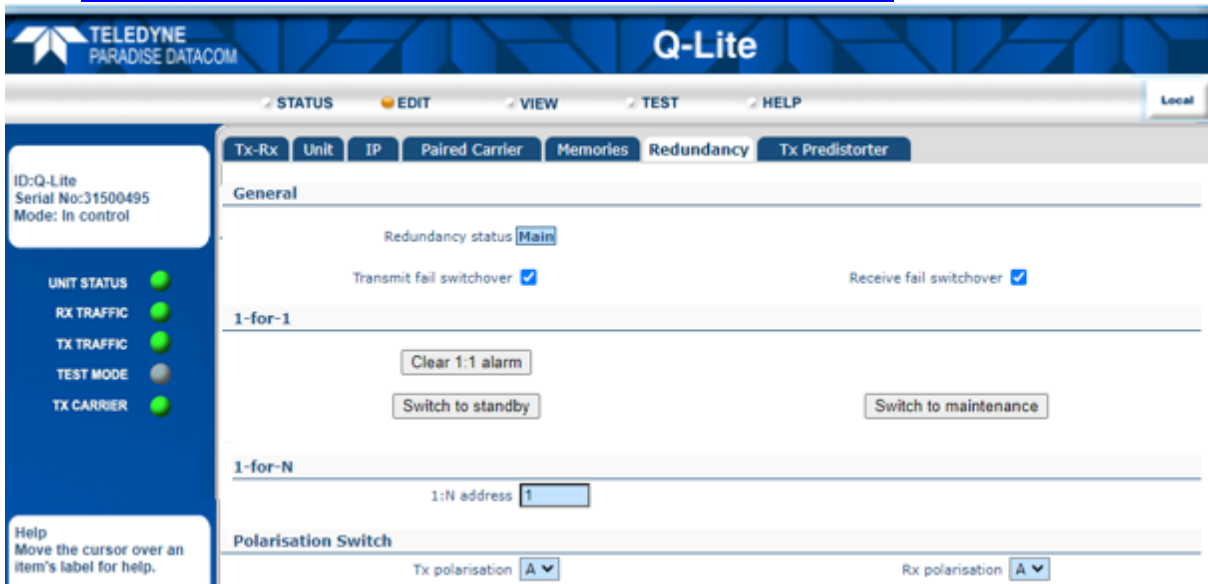 TELEDYNE
PARADISE DATACOM
Q-Lite
STATUS EDIT VIEW TEST HELP Local
Tx-Rx Unit IP Paired Carrier Memories Redundancy Tx Predistorter
ID:Q-Lite
Serial No:31500495
Mode: In control
UNIT STATUS
RX TRAFFIC
TX TRAFFIC
TEST MODE
TX CARRIER
Help
Move the cursor over an
item's label for help.
General
Redundancy status Main
Transmit fail switchover Receive fail switchover
1-for-1
Clear 1:1 alarm
Switch to standby Switch to maintenance
1-for-N
1:N address 1
Polarisation Switch
Tx polarisation A Rx polarisation A